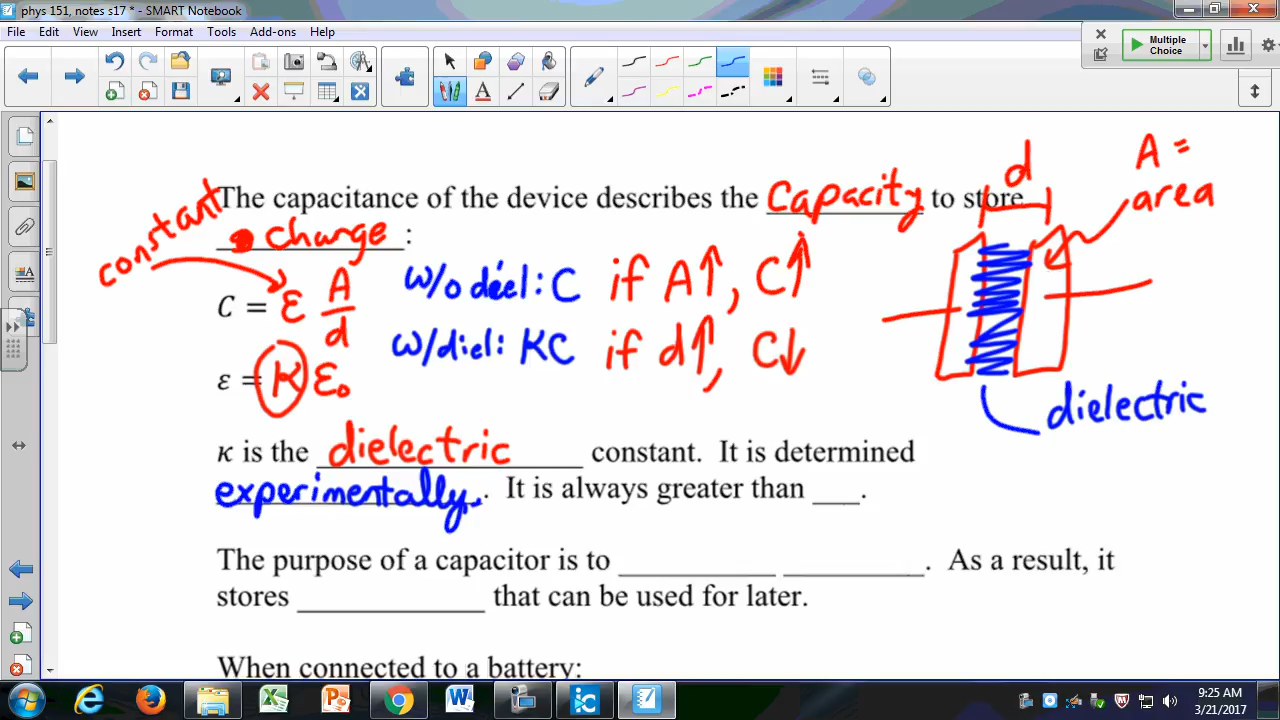 phys 151, notes s17 * - SMART Notebook
File Edit View Insert Format Tools Add-ons Help
Multiple Choice
A = area
d
The capacitance of the device describes the Capacity to store
constant
charge :
C = ε A/d w/o diel: C if A↑, C↑
w/diel: KC if d↑, C↓
ε = K ε₀
dielectric
κ is the dielectric constant. It is determined
experimentally. It is always greater than ___.
The purpose of a capacitor is to __________ _________. As a result, it
stores ____________ that can be used for later.
When connected to a battery:
9:25 AM
3/21/2017